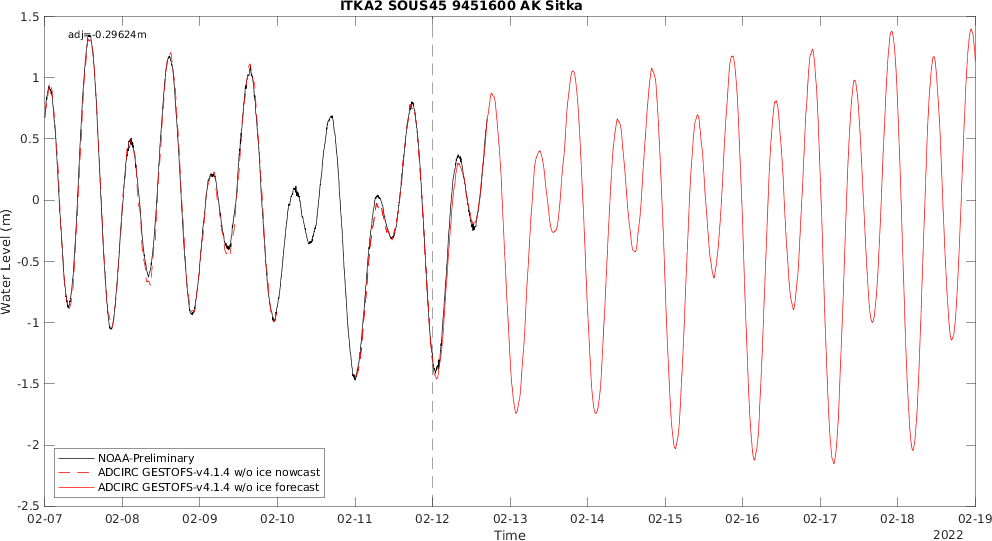 ITKA2 SOUS45 9451600 AK Sitka
adj=-0.29624m
1.5
1
0.5
0
-0.5
-1
-1.5
-2
-2.5
Water Level (m)
NOAA-Preliminary
ADCIRC GESTOFS-v4.1.4 w/o ice nowcast
ADCIRC GESTOFS-v4.1.4 w/o ice forecast
02-07 02-08 02-09 02-10 02-11 02-12 02-13 02-14 02-15 02-16 02-17 02-18 02-19
Time
2022